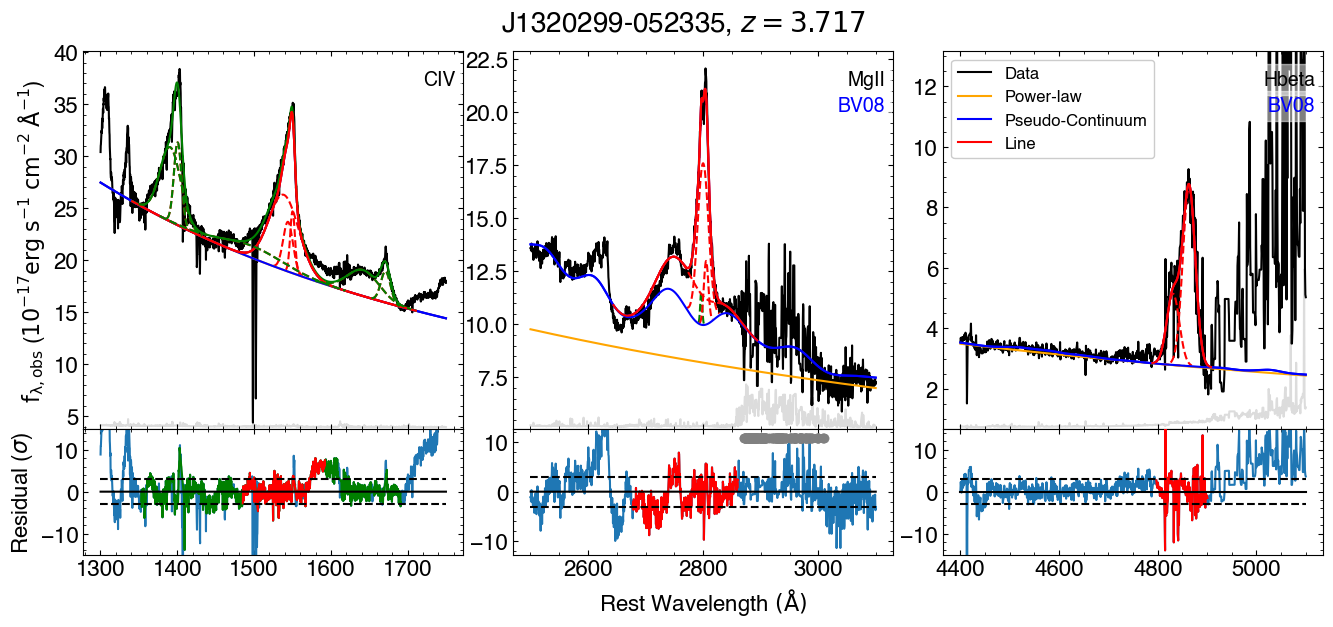 J1320299-052335, z = 3.717
fλ,obs (10⁻¹⁷erg s⁻¹ cm⁻² Å⁻¹)
40
35
30
25
20
15
10
5
CIV
22.5
20.0
17.5
15.0
12.5
10.0
7.5
MgII
BV08
12
10
8
6
4
2
Data
Power-law
Pseudo-Continuum
Line
Hbeta
BV08
Residual (σ)
10
0
−10
1300 1400 1500 1600 1700
10
0
−10
2600 2800 3000
10
0
−10
4400 4600 4800 5000
Rest Wavelength (Å)